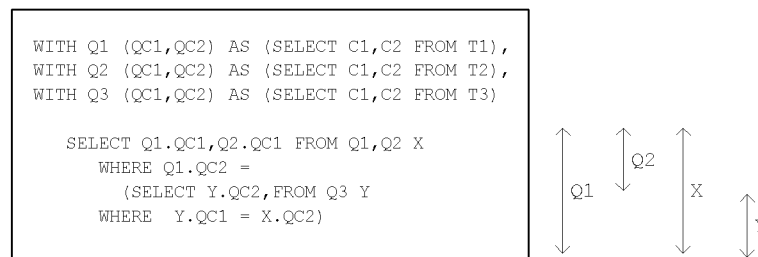 WITH Q1 (QC1,QC2) AS (SELECT C1,C2 FROM T1),
WITH Q2 (QC1,QC2) AS (SELECT C1,C2 FROM T2),
WITH Q3 (QC1,QC2) AS (SELECT C1,C2 FROM T3)
SELECT Q1.QC1,Q2.QC1 FROM Q1,Q2 X
WHERE Q1.QC2 =
(SELECT Y.QC2,FROM Q3 Y
WHERE Y.QC1 = X.QC2)
Q2
Q1 X